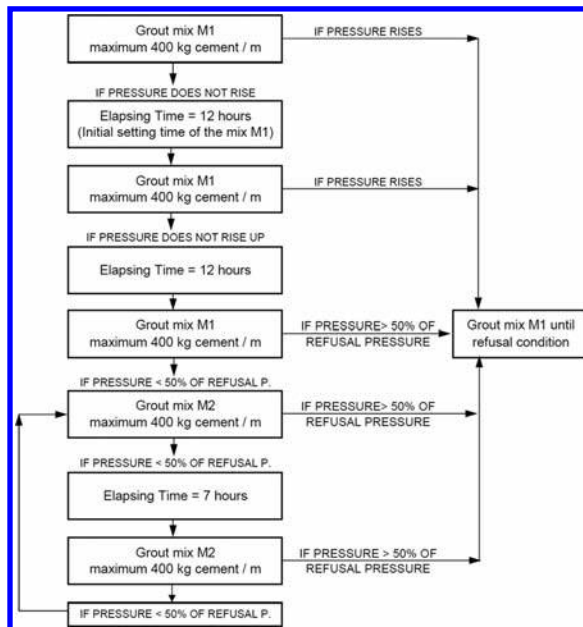 Grout mix M1
maximum 400 kg cement / m
IF PRESSURE RISES
IF PRESSURE DOES NOT RISE
Elapsing Time = 12 hours
(Initial setting time of the mix M1)
Grout mix M1
maximum 400 kg cement / m
IF PRESSURE RISES
IF PRESSURE DOES NOT RISE UP
Elapsing Time = 12 hours
Grout mix M1
maximum 400 kg cement / m
IF PRESSURE> 50% OF
REFUSAL PRESSURE
Grout mix M1 until
refusal condition
IF PRESSURE < 50% OF REFUSAL P.
Grout mix M2
maximum 400 kg cement / m
IF PRESSURE> 50% OF
REFUSAL PRESSURE
IF PRESSURE < 50% OF REFUSAL P.
Elapsing Time = 7 hours
Grout mix M2
maximum 400 kg cement / m
IF PRESSURE > 50% OF
REFUSAL PRESSURE
IF PRESSURE < 50% OF REFUSAL P.